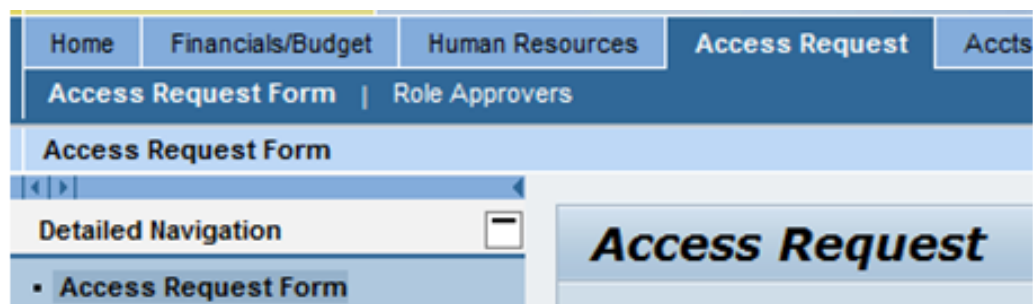 Home Financials/Budget Human Resources Access Request Accts
Access Request Form | Role Approvers
Access Request Form
Detailed Navigation
Access Request
▪ Access Request Form